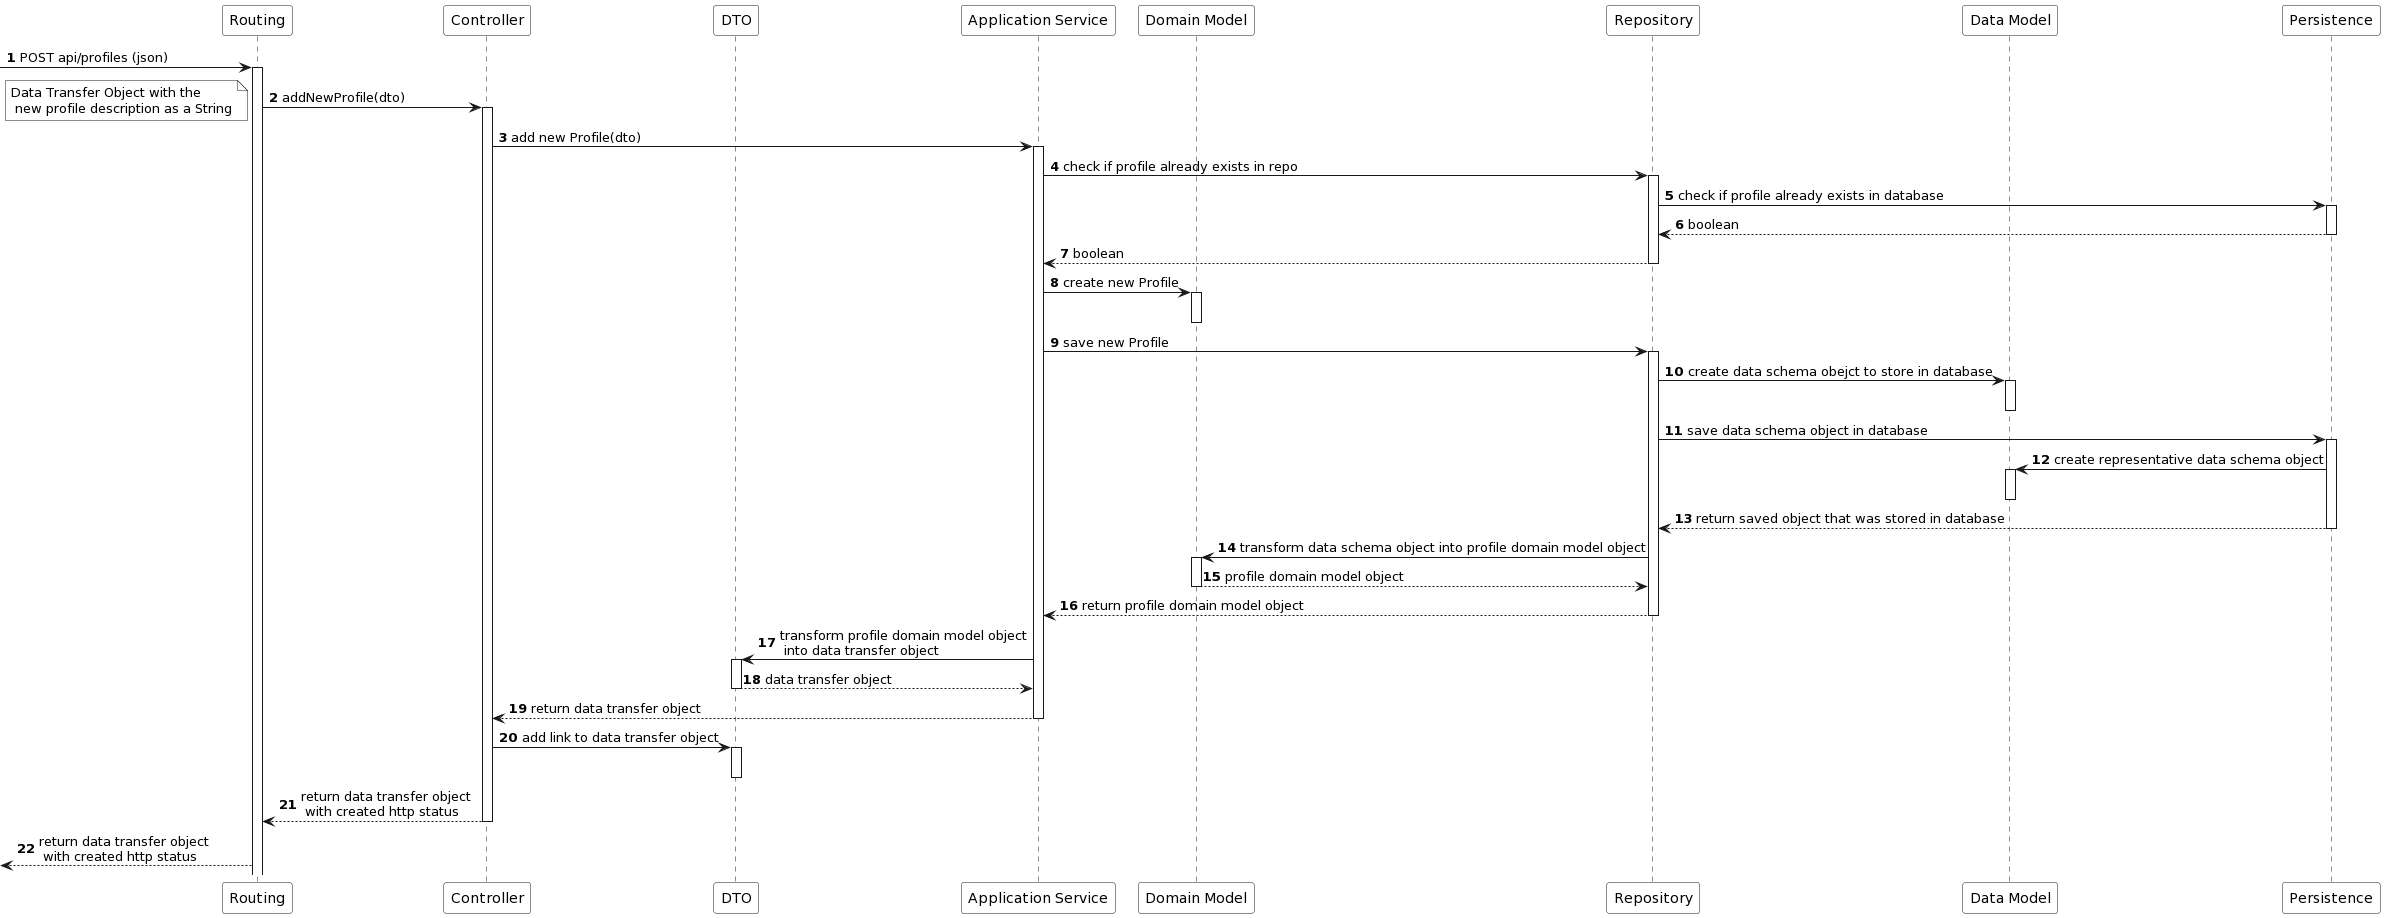 Routing
Controller
DTO
Application Service
Domain Model
Repository
Data Model
Persistence
1 POST api/profiles (json)
Data Transfer Object with the
new profile description as a String
2 addNewProfile(dto)
3 add new Profile(dto)
4 check if profile already exists in repo
5 check if profile already exists in database
6 boolean
7 boolean
8 create new Profile
9 save new Profile
10 create data schema obejct to store in database
11 save data schema object in database
12 create representative data schema object
13 return saved object that was stored in database
14 transform data schema object into profile domain model object
15 profile domain model object
16 return profile domain model object
17 transform profile domain model object
into data transfer object
18 data transfer object
19 return data transfer object
20 add link to data transfer object
21 return data transfer object
with created http status
22 return data transfer object
with created http status
Routing
Controller
DTO
Application Service
Domain Model
Repository
Data Model
Persistence